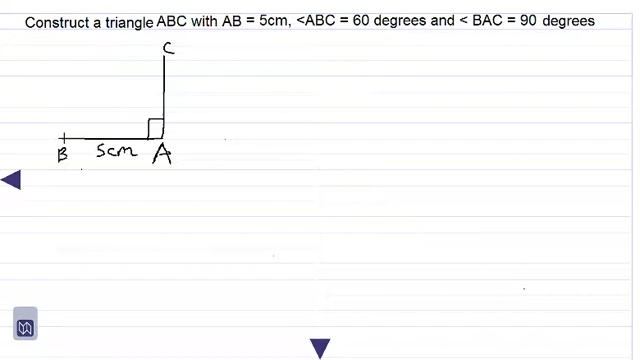 Construct a triangle ABC with AB = 5cm, <ABC = 60 degrees and < BAC = 90 degrees
C
B 5cm A